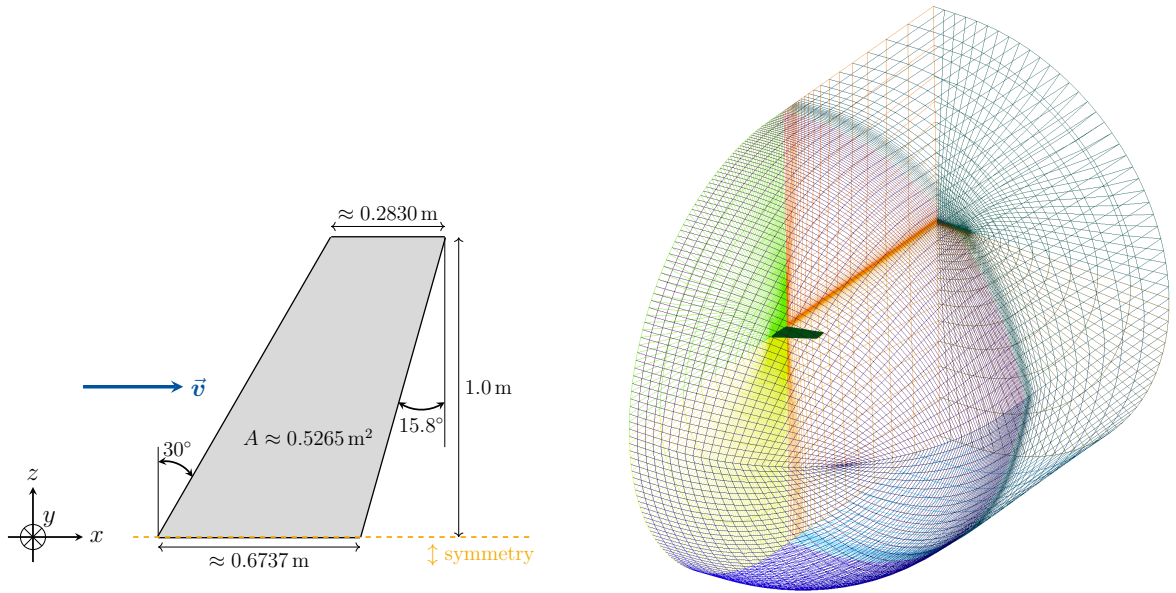 ≈ 0.2830 m
v⃗
1.0 m
15.8°
A ≈ 0.5265 m²
30°
z
y
x
symmetry
≈ 0.6737 m